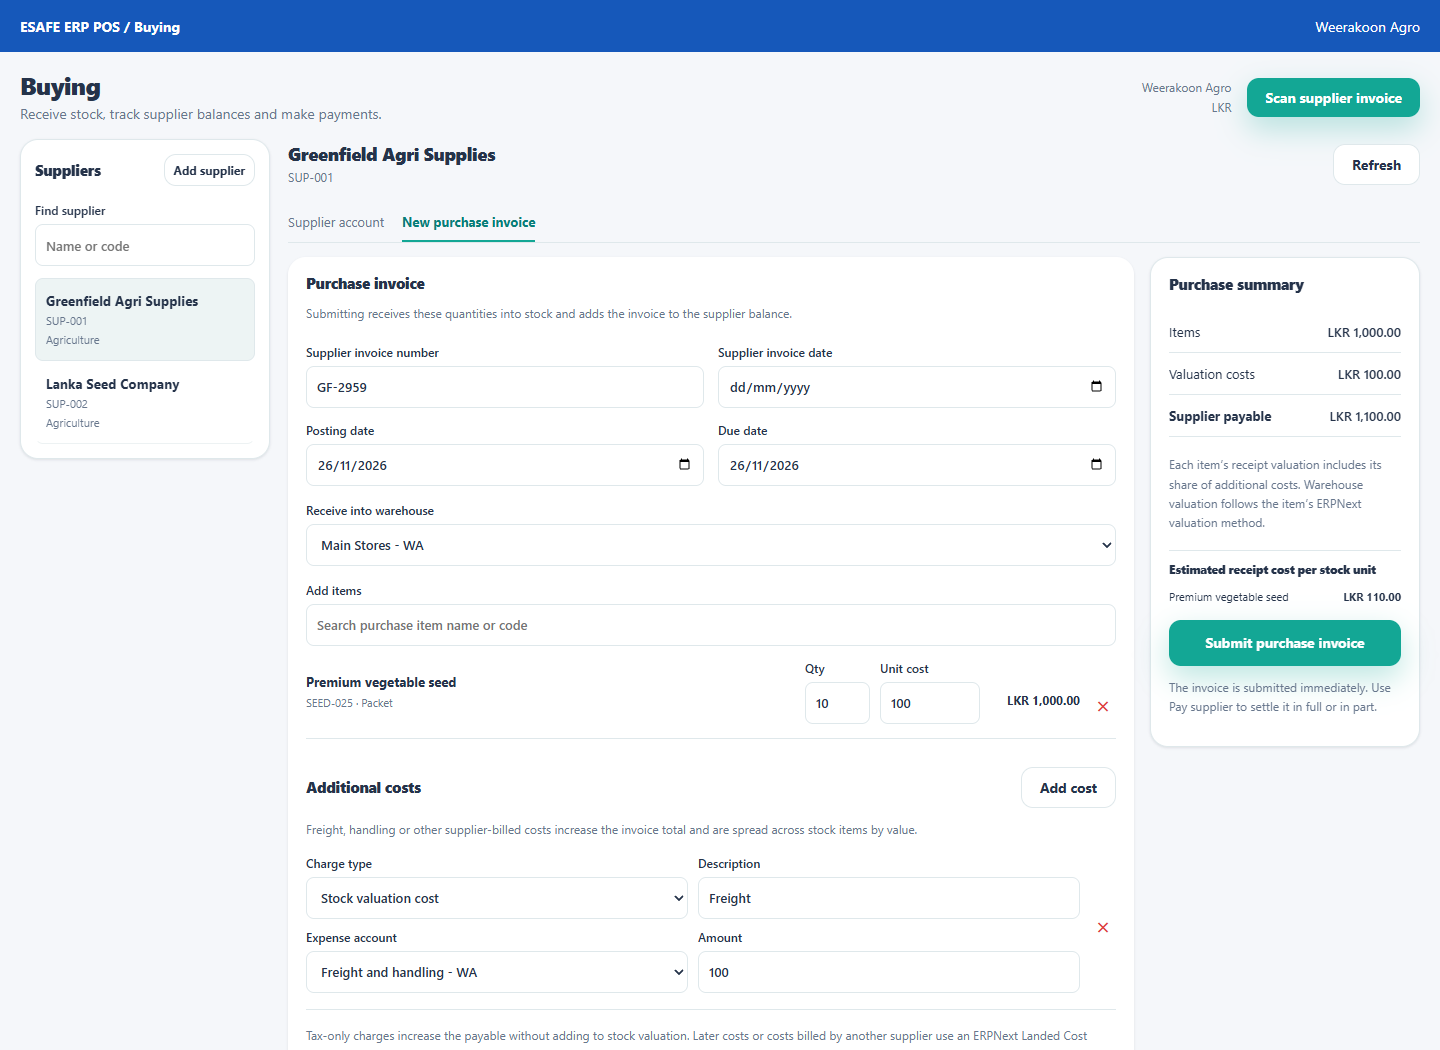 ESAFE ERP POS / Buying
Weerakoon Agro
Buying
Receive stock, track supplier balances and make payments.
Weerakoon Agro
LKR
Scan supplier invoice
Suppliers
Add supplier
Find supplier
Name or code
Greenfield Agri Supplies
SUP-001
Agriculture
Lanka Seed Company
SUP-002
Agriculture
Greenfield Agri Supplies
SUP-001
Refresh
Supplier account
New purchase invoice
Purchase invoice
Submitting receives these quantities into stock and adds the invoice to the supplier balance.
Supplier invoice number
Supplier invoice date
GF-2959
dd/mm/yyyy
Posting date
Due date
26/11/2026
26/11/2026
Receive into warehouse
Main Stores - WA
Add items
Search purchase item name or code
Premium vegetable seed
SEED-025 · Packet
Qty
Unit cost
10
100
LKR 1,000.00
Additional costs
Add cost
Freight, handling or other supplier-billed costs increase the invoice total and are spread across stock items by value.
Charge type
Description
Stock valuation cost
Freight
Expense account
Amount
Freight and handling - WA
100
Tax-only charges increase the payable without adding to stock valuation. Later costs or costs billed by another supplier use an ERPNext Landed Cost
Purchase summary
Items
LKR 1,000.00
Valuation costs
LKR 100.00
Supplier payable
LKR 1,100.00
Each item's receipt valuation includes its
share of additional costs. Warehouse
valuation follows the item's ERPNext
valuation method.
Estimated receipt cost per stock unit
Premium vegetable seed
LKR 110.00
Submit purchase invoice
The invoice is submitted immediately. Use
Pay supplier to settle it in full or in part.